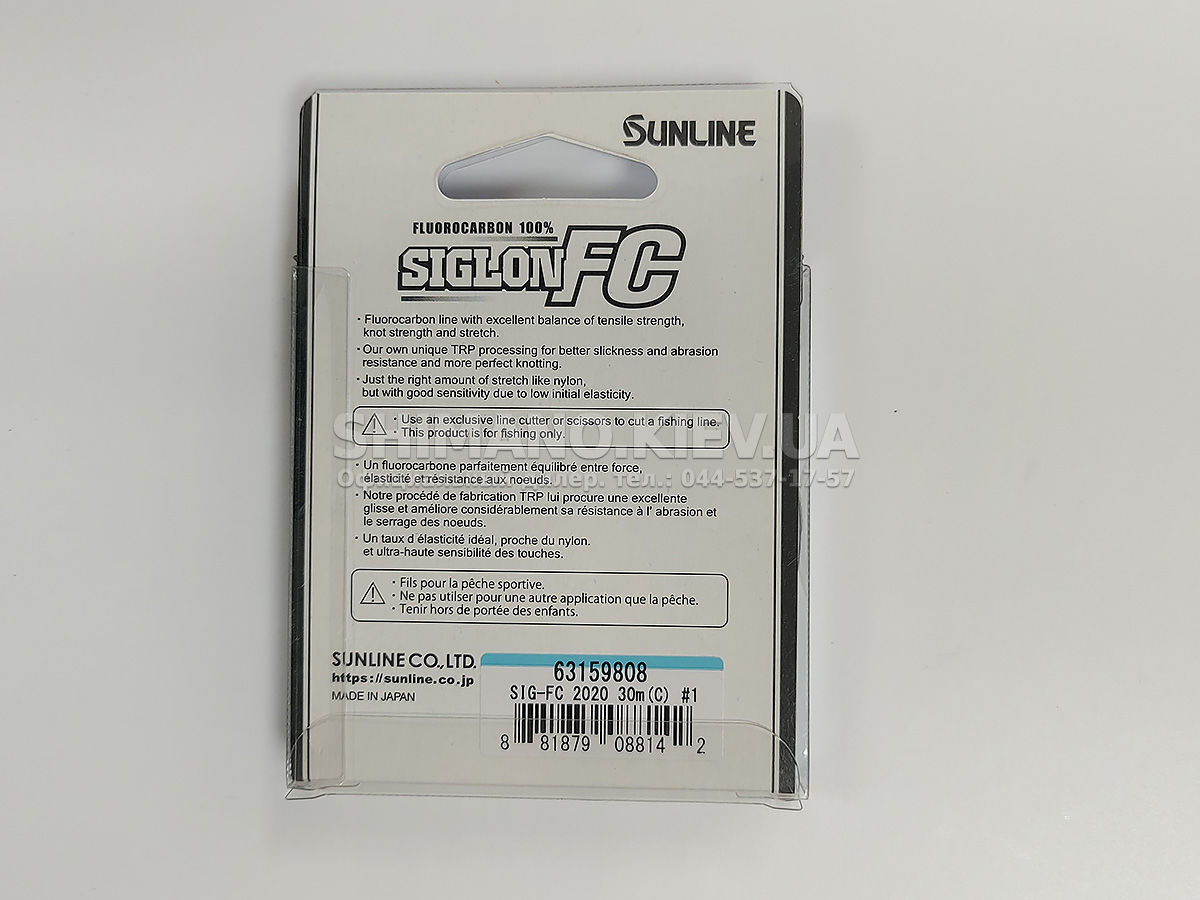 SUNLINE
FLUOROCARBON 100%
SIGLON FC
· Fluorocarbon line with excellent balance of tensile strength,
knot strength and stretch.
· Our own unique TRP processing for better slickness and abrasion
resistance and more perfect knotting.
· Just the right amount of stretch like nylon,
but with good sensitivity due to low initial elasticity.
· Use an exclusive line cutter or scissors to cut a fishing line.
· This product is for fishing only.
SHIMANO.KIEV.UA
· Un fluorocarbone parfaitement équilibré entre force,
élasticité et résistance aux noeuds.
Официальный дилер. тел.: 044-537-17-57
· Notre procédé de fabrication TRP lui procure une excellente
glisse et améliore considérablement sa résistance à l' abrasion et
le serrage des noeuds.
· Un taux d élasticité idéal, proche du nylon.
et ultra-haute sensibilité des touches.
· Fils pour la pêche sportive.
· Ne pas utilser pour une autre application que la pêche.
· Tenir hors de portée des enfants.
SUNLINE CO.,LTD.
https://sunline.co.jp
MADE IN JAPAN
63159808
SIG-FC 2020 30m(C) #1
8 81879 08814 2